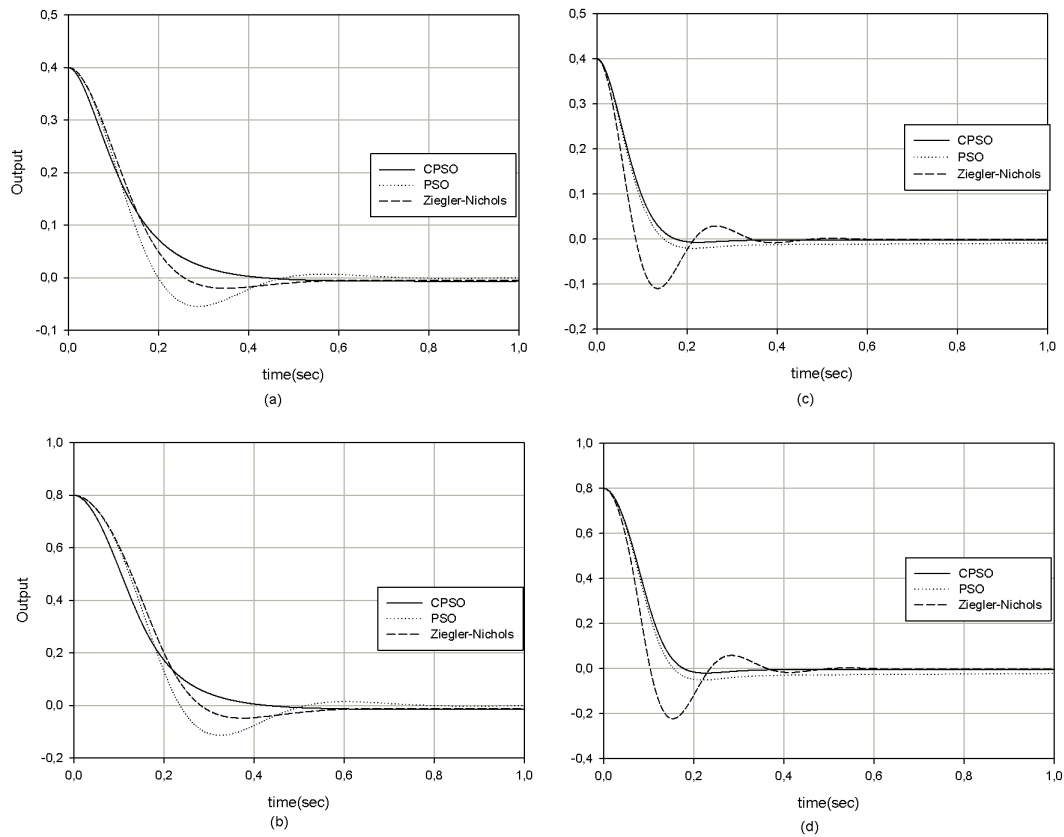 0,5
0,4
0,3
0,2
0,1
0,0
-0,1
Output
0,0 0,2 0,4 0,6 0,8 1,0
time(sec)
(a)
CPSO
PSO
Ziegler-Nichols
0,5
0,4
0,3
0,2
0,1
0,0
-0,1
-0,2
0,0 0,2 0,4 0,6 0,8 1,0
time(sec)
(c)
CPSO
PSO
Ziegler-Nichols
1,0
0,8
0,6
0,4
0,2
0,0
-0,2
Output
0,0 0,2 0,4 0,6 0,8 1,0
time(sec)
(b)
CPSO
PSO
Ziegler-Nichols
1,0
0,8
0,6
0,4
0,2
0,0
-0,2
-0,4
0,0 0,2 0,4 0,6 0,8 1,0
time(sec)
(d)
CPSO
PSO
Ziegler-Nichols